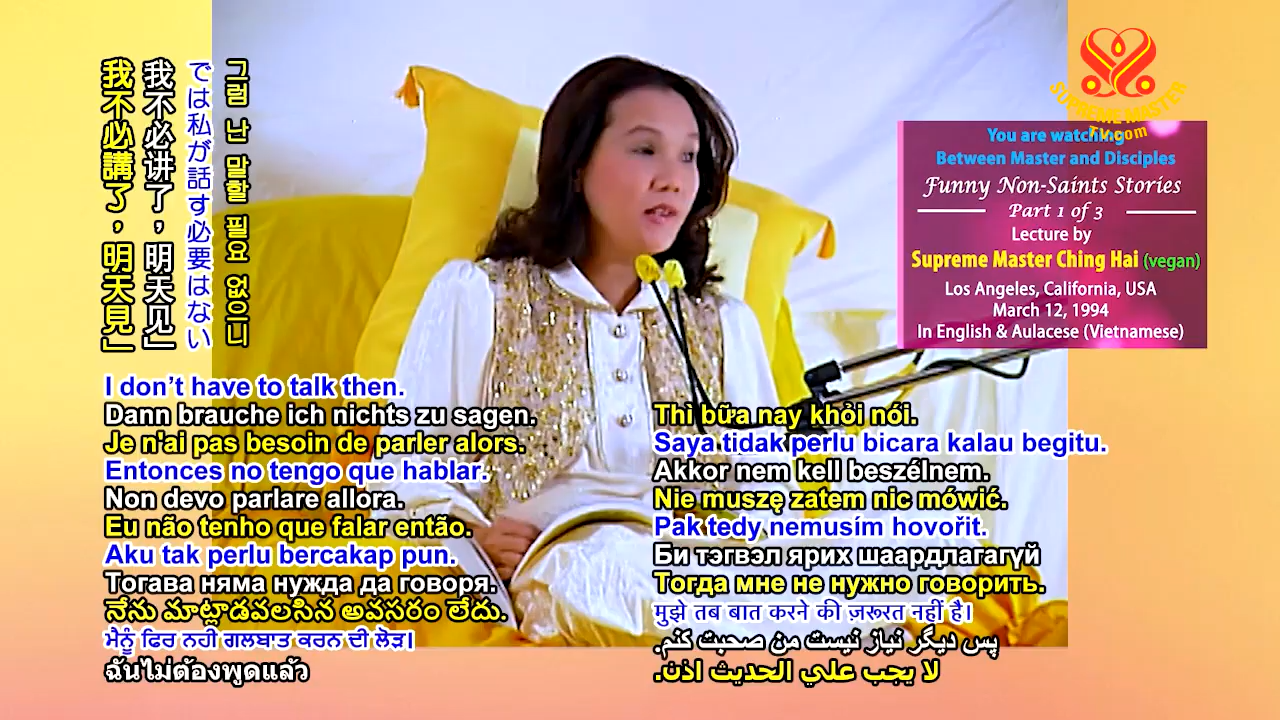 我不必講了，明天見」
我不必讲了，明天见」
では私が話す必要はない
그럼 난 말할 필요 없으니
SUPREME MASTER
TV.com
You are watching
Between Master and Disciples
Funny Non-Saints Stories
Part 1 of 3
Lecture by
Supreme Master Ching Hai (vegan)
Los Angeles, California, USA
March 12, 1994
In English & Aulacese (Vietnamese)
I don’t have to talk then.
Dann brauche ich nichts zu sagen.
Je n'ai pas besoin de parler alors.
Entonces no tengo que hablar.
Non devo parlare allora.
Eu não tenho que falar então.
Aku tak perlu bercakap pun.
Тогава няма нужда да говоря.
నేను మాట్లాడవలసిన అవసరం లేదు.
ਮੈਨੂੰ ਫਿਰ ਨਹੀ ਗਲਬਾਤ ਕਰਨ ਦੀ ਲੋੜ।
ฉันไม่ต้องพูดแล้ว
Thì bữa nay khỏi nói.
Saya tidak perlu bicara kalau begitu.
Akkor nem kell beszélnem.
Nie muszę zatem nic mówić.
Pak tedy nemusím hovořit.
Би тэгвэл ярих шаардлагагүй
Тогда мне не нужно говорить.
मुझे तब बात करने की ज़रूरत नहीं है।
پس دیگر نیاز نیست من صحبت کنم.
لا يجب علي الحديث اذن.